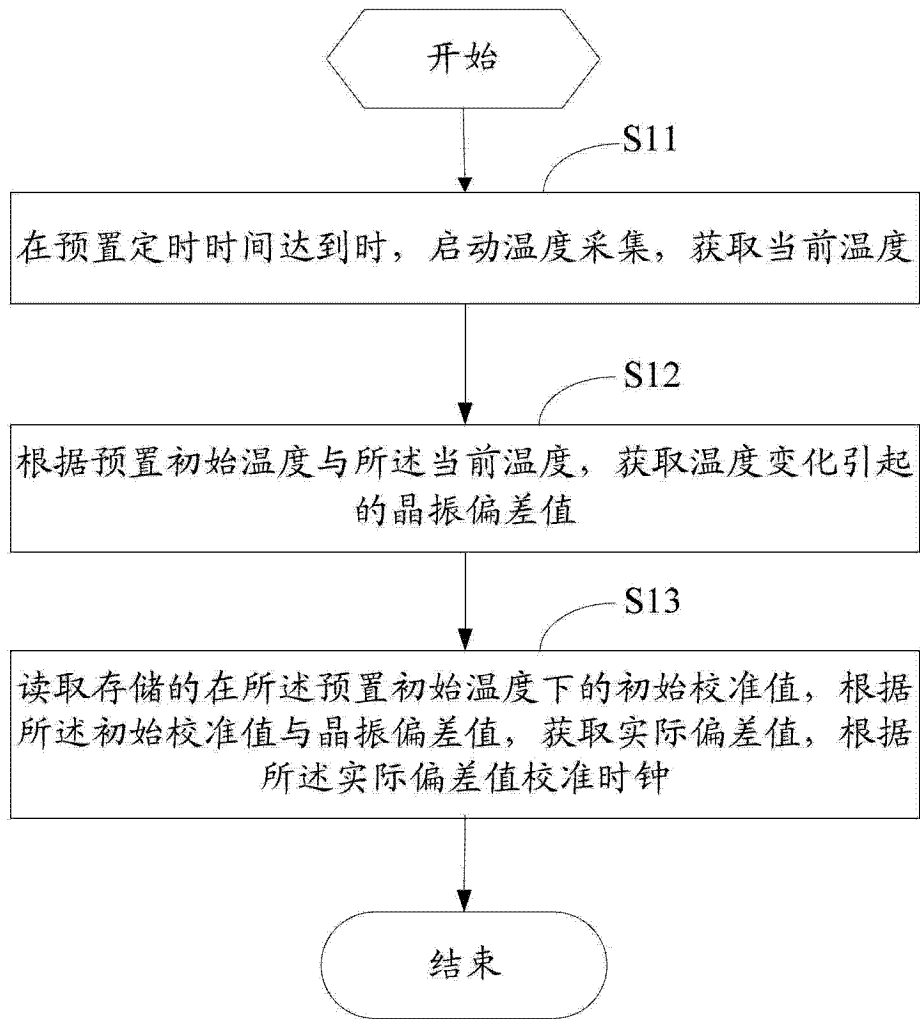 开始
S11
在预置定时时间达到时，启动温度采集，获取当前温度
S12
根据预置初始温度与所述当前温度，获取温度变化引起
的晶振偏差值
S13
读取存储的在所述预置初始温度下的初始校准值，根据
所述初始校准值与晶振偏差值，获取实际偏差值，根据
所述实际偏差值校准时钟
结束